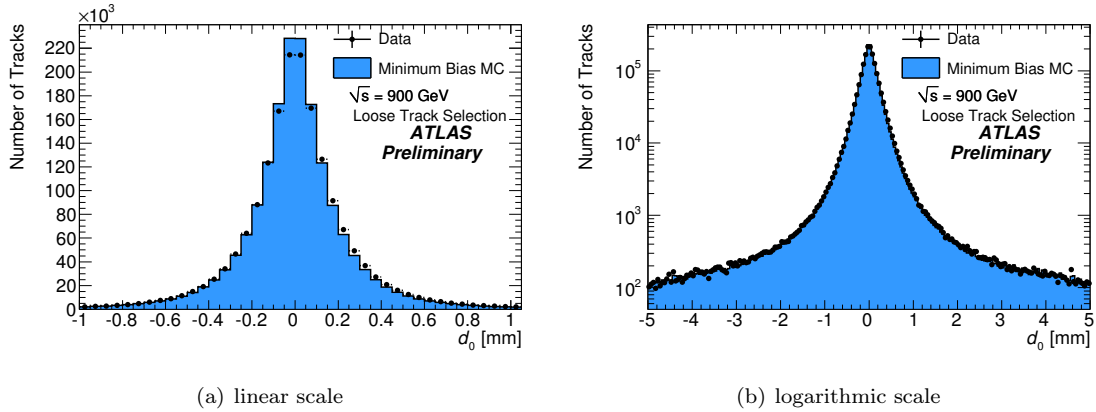 ×10³
Number of Tracks
220
200
180
160
140
120
100
80
60
40
20
0
-1 -0.8 -0.6 -0.4 -0.2 0 0.2 0.4 0.6 0.8 1
d₀ [mm]
Data
Minimum Bias MC
√s = 900 GeV
Loose Track Selection
ATLAS
Preliminary
(a) linear scale
Number of Tracks
10⁵
10⁴
10³
10²
-5 -4 -3 -2 -1 0 1 2 3 4 5
d₀ [mm]
Data
Minimum Bias MC
√s = 900 GeV
Loose Track Selection
ATLAS
Preliminary
(b) logarithmic scale